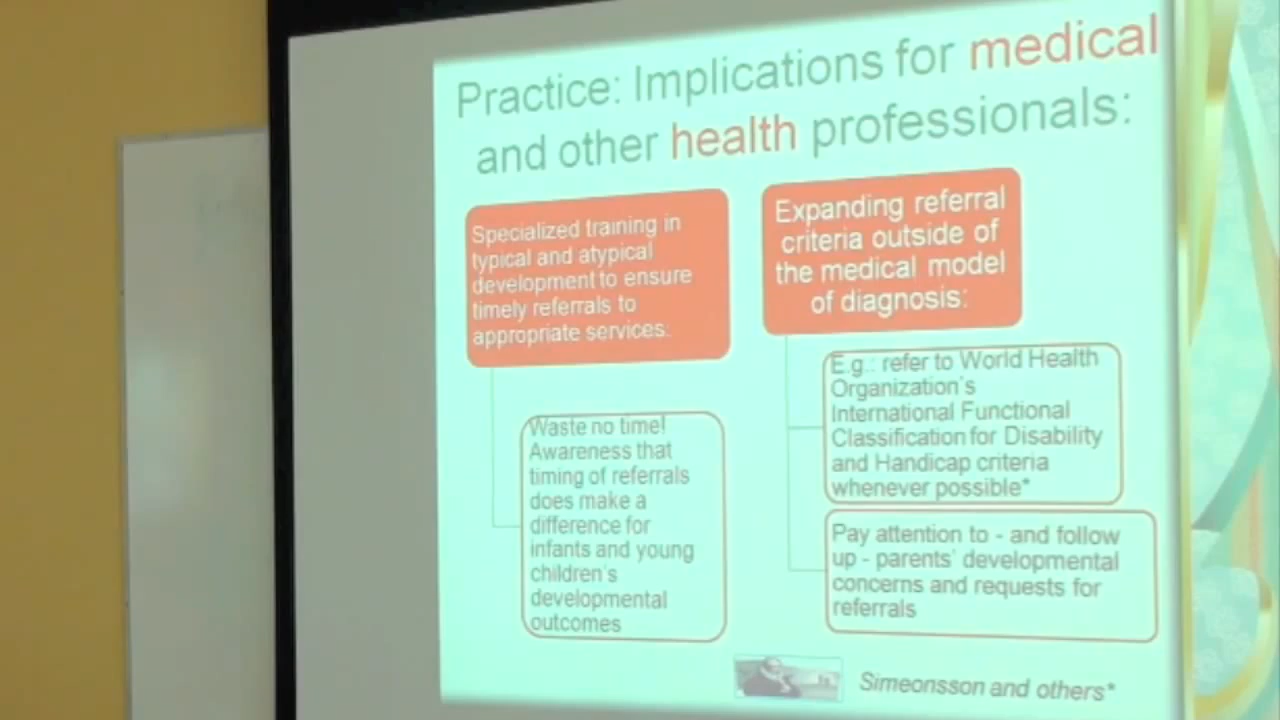 Practice: Implications for medical
and other health professionals:
Specialized training in
typical and atypical
development to ensure
timely referrals to
appropriate services:
Waste no time!
Awareness that
timing of referrals
does make a
difference for
infants and young
children's
developmental
outcomes
Expanding referral
criteria outside of
the medical model
of diagnosis:
E.g.: refer to World Health
Organization's
International Functional
Classification for Disability
and Handicap criteria
whenever possible*
Pay attention to - and follow
up - parents' developmental
concerns and requests for
referrals
Simeonsson and others*